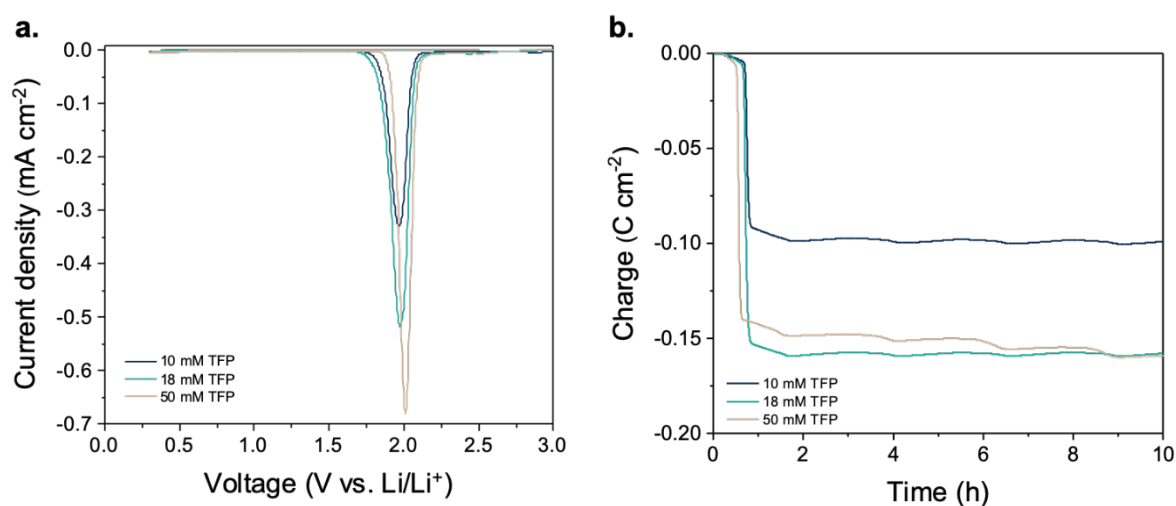 a.
0.0
-0.1
-0.2
-0.3
-0.4
-0.5
-0.6
-0.7
Current density (mA cm⁻²)
10 mM TFP
18 mM TFP
50 mM TFP
0.0 0.5 1.0 1.5 2.0 2.5 3.0
Voltage (V vs. Li/Li⁺)
b.
0.00
-0.05
-0.10
-0.15
-0.20
Charge (C cm⁻²)
10 mM TFP
18 mM TFP
50 mM TFP
0 2 4 6 8 10
Time (h)